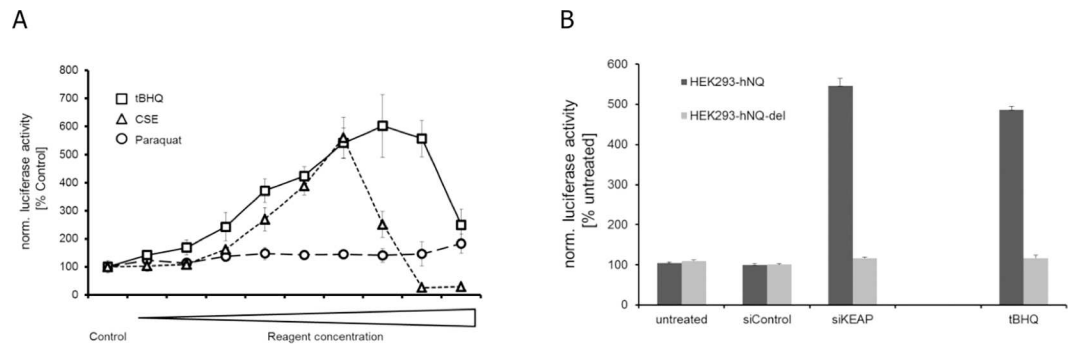 A
norm. luciferase activity
[% Control]
800
700
600
500
400
300
200
100
0
tBHQ
CSE
Paraquat
Control
Reagent concentration
B
norm. luciferase activity
[% untreated]
600
500
400
300
200
100
0
HEK293-hNQ
HEK293-hNQ-del
untreated
siControl
siKEAP
tBHQ